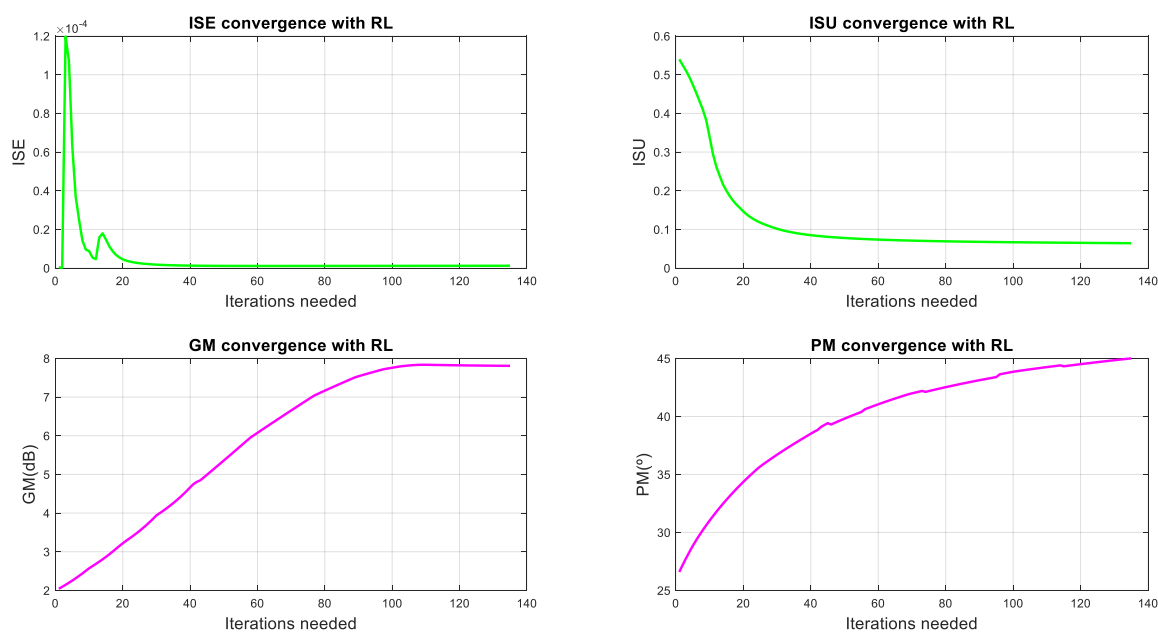 ISE convergence with RL
×10-4
1.2
1
0.8
0.6
0.4
0.2
0
ISE
0 20 40 60 80 100 120 140
Iterations needed
ISU convergence with RL
0.6
0.5
0.4
0.3
0.2
0.1
0
ISU
0 20 40 60 80 100 120 140
Iterations needed
GM convergence with RL
8
7
6
5
4
3
2
GM(dB)
0 20 40 60 80 100 120 140
Iterations needed
PM convergence with RL
45
40
35
30
25
PM(º)
0 20 40 60 80 100 120 140
Iterations needed